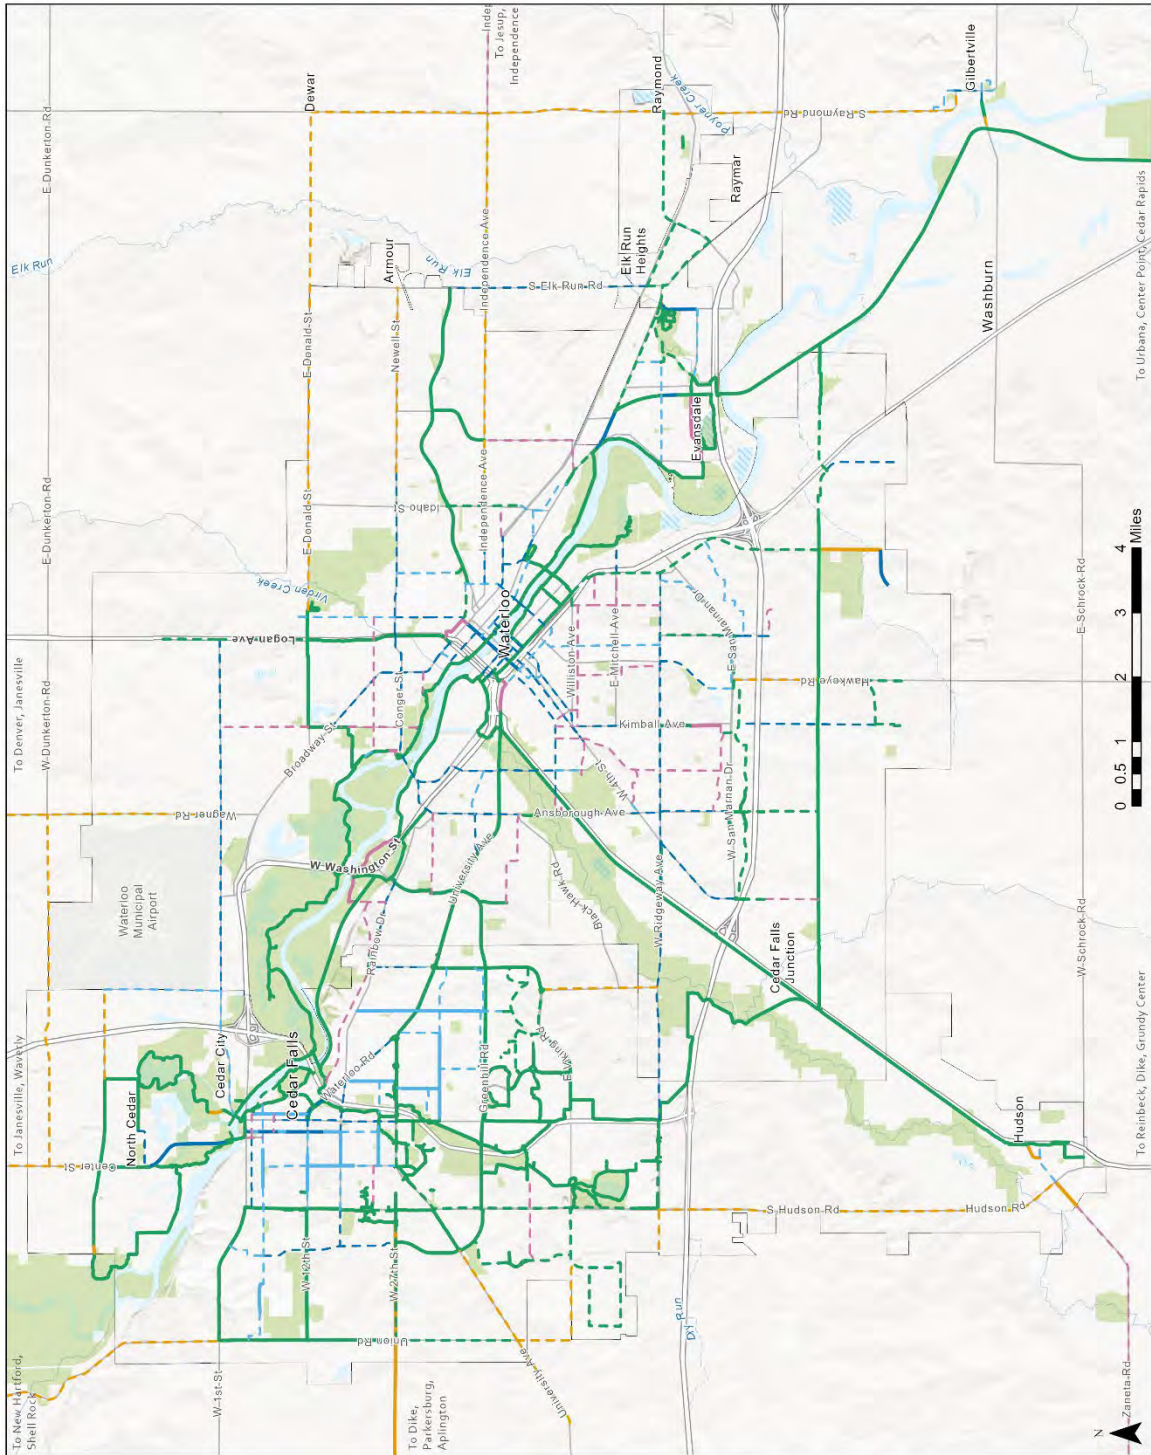 To New Hartford,
Shell Rock
To Janesville, Waverly
To Denver, Janesville
E-Dunkerton-Rd
E-Dunkerton-Rd
W-Dunkerton-Rd
Elk Run
Dewar
To Jesup,
Independence
Center St
North Cedar
Waterloo
Municipal
Airport
Wagner Rd
Logan-Ave
Virden Creek
E-Donald-St
E-Donald-St
Armour
Elk Run
W-1st-St
Cedar City
Broadway St
Conger-St
Idaho-St
Newell-St
Independence-Ave
Independence-Ave
Union Rd
W-12th-St
W-27th-St
Cedar Falls
Waterloo-Rd
Rainbow-Dr
W-Washington-St
University-Ave
Waterloo
S-Elk-Run-Rd
Elk Run
Heights
Raymond
Poyner Creek
To Dike,
Parkersburg,
Aplington
University-Ave
Greenhill-Rd
E-Viking-Rd
Black-Hawk-Rd
Ansborough-Ave
W-4th-St
Kimball-Ave
Williston-Ave
E-Mitchell-Ave
Evansdale
Raymar
S Raymond Rd
Gilbertville
W-Ridgeway-Ave
W-San-Marnan-Dr
E-San-Marnan-Dr
Hawkeye-Rd
Dry Run
S Hudson Rd
Hudson Rd
Cedar Falls
Junction
Washburn
Hudson
W-Schrock-Rd
E-Schrock-Rd
Zaneta-Rd
To Reinbeck, Dike, Grundy Center
To Urbana, Center Point, Cedar Rapids
N
0 0.5 1 2 3 4
Miles